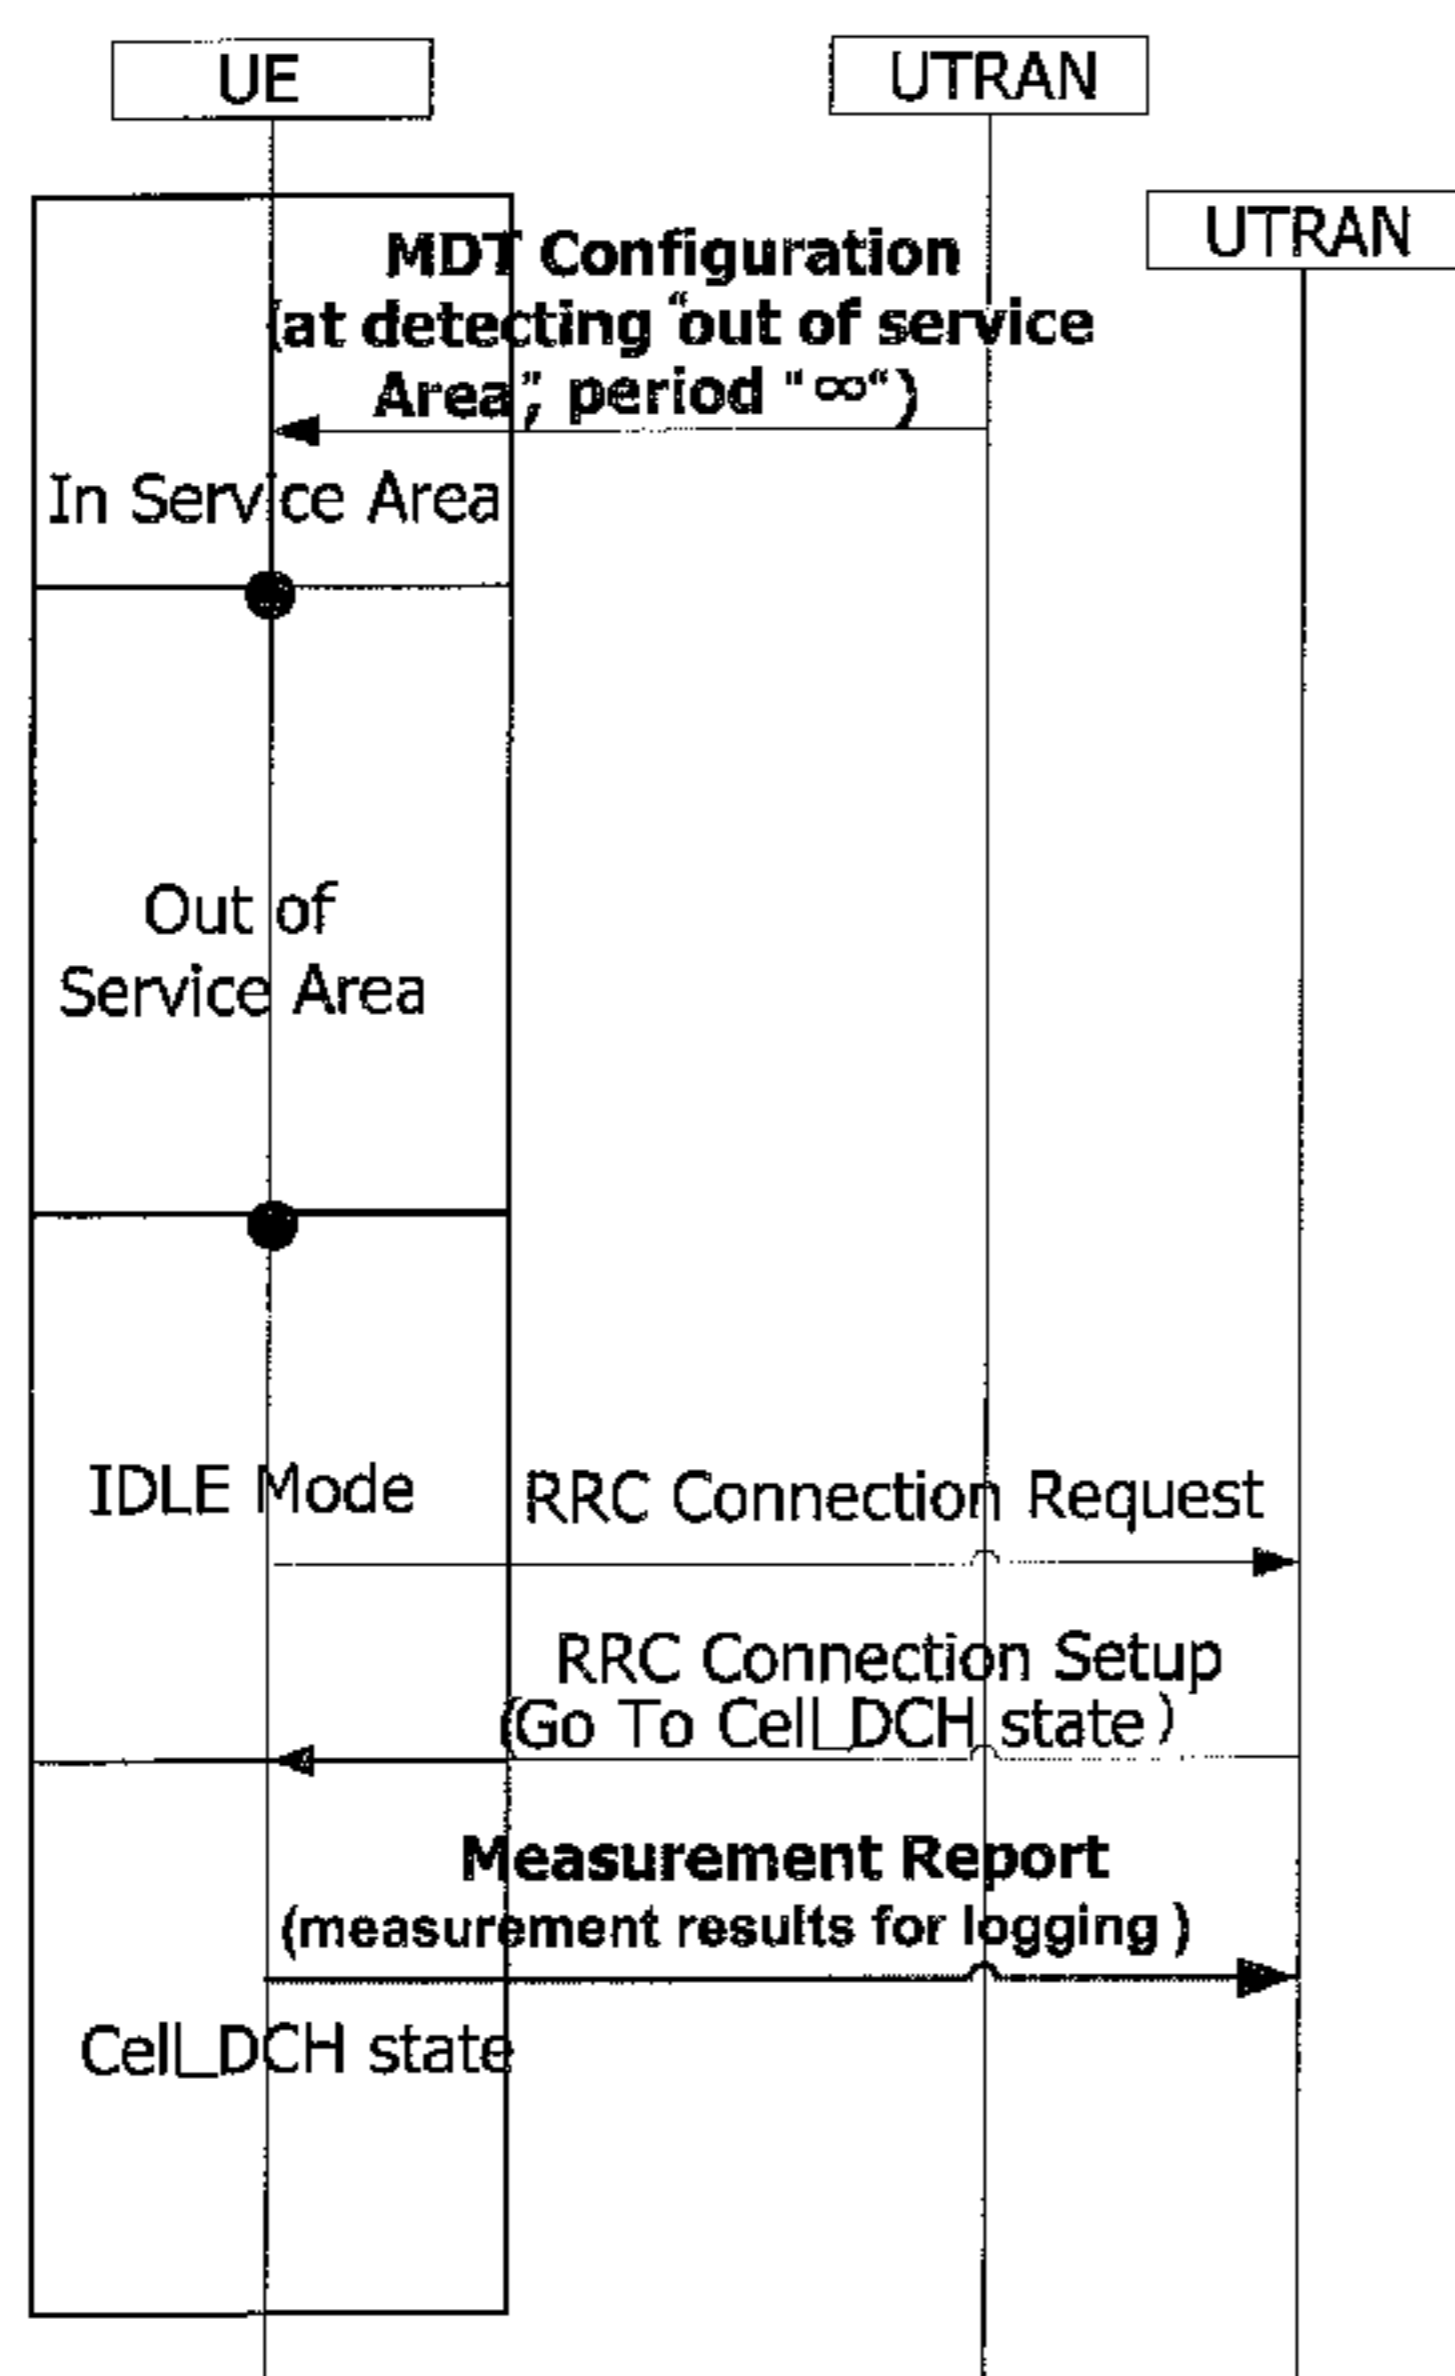 UE
UTRAN
UTRAN
MDT Configuration
(at detecting "out of service
Area", period "∞")
In Service Area
Out of
Service Area
IDLE Mode
RRC Connection Request
RRC Connection Setup
(Go To Cell_DCH state)
Measurement Report
(measurement results for logging)
Cell_DCH state